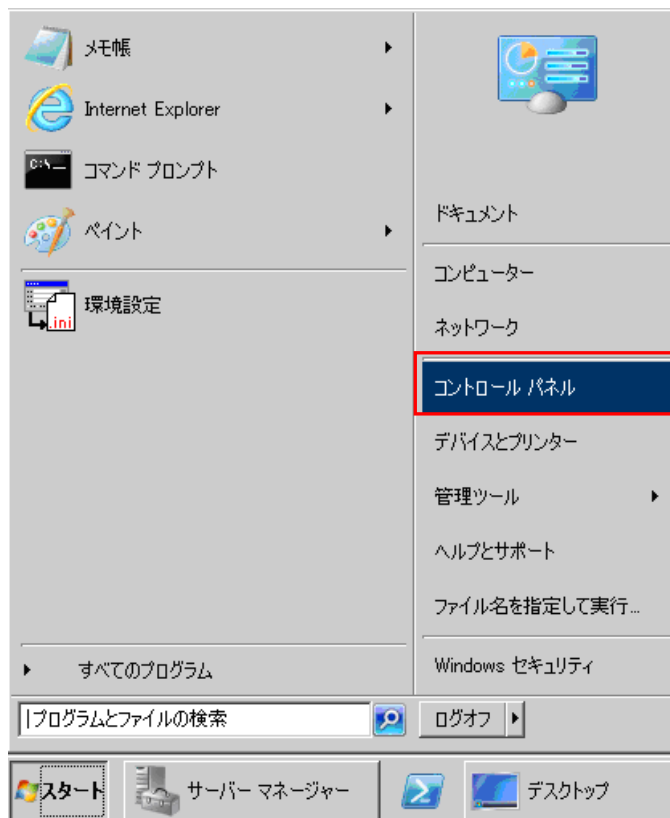 メモ帳
Internet Explorer
C:\
コマンド プロンプト
ペイント
.ini
環境設定
すべてのプログラム
プログラムとファイルの検索
ドキュメント
コンピューター
ネットワーク
コントロール パネル
デバイスとプリンター
管理ツール
ヘルプとサポート
ファイル名を指定して実行...
Windows セキュリティ
ログオフ
スタート
サーバー マネージャー
デスクトップ